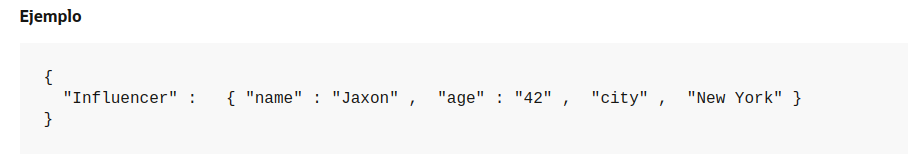 Ejemplo
{
  "Influencer" :   { "name" : "Jaxon" ,  "age" : "42" ,  "city" ,  "New York" }
}